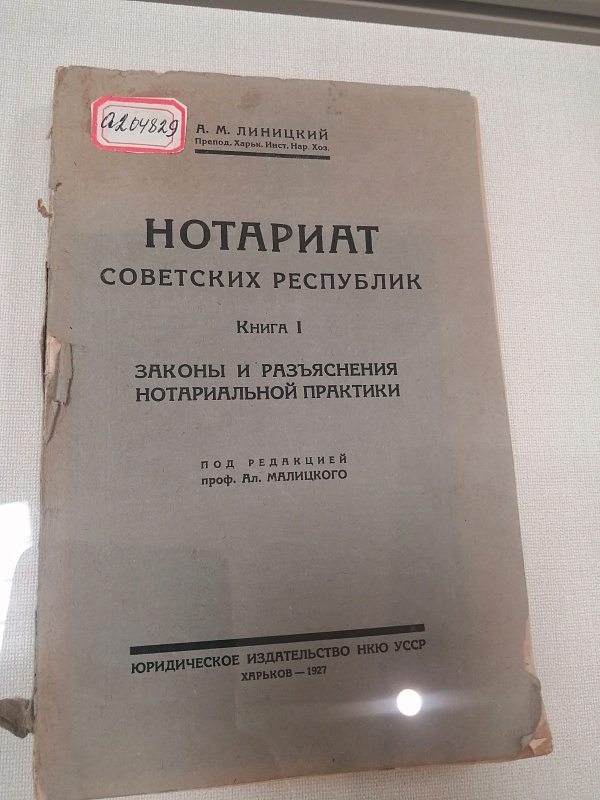 а204829
А. М. ЛИНИЦКИЙ
Препод. Харьк. Инст. Нар. Хоз.
НОТАРИАТ
СОВЕТСКИХ РЕСПУБЛИК
Книга I
ЗАКОНЫ И РАЗЪЯСНЕНИЯ
НОТАРИАЛЬНОЙ ПРАКТИКИ
ПОД РЕДАКЦИЕЙ
проф. Ал. МАЛИЦКОГО
ЮРИДИЧЕСКОЕ ИЗДАТЕЛЬСТВО НКЮ УССР
ХАРЬКОВ — 1927